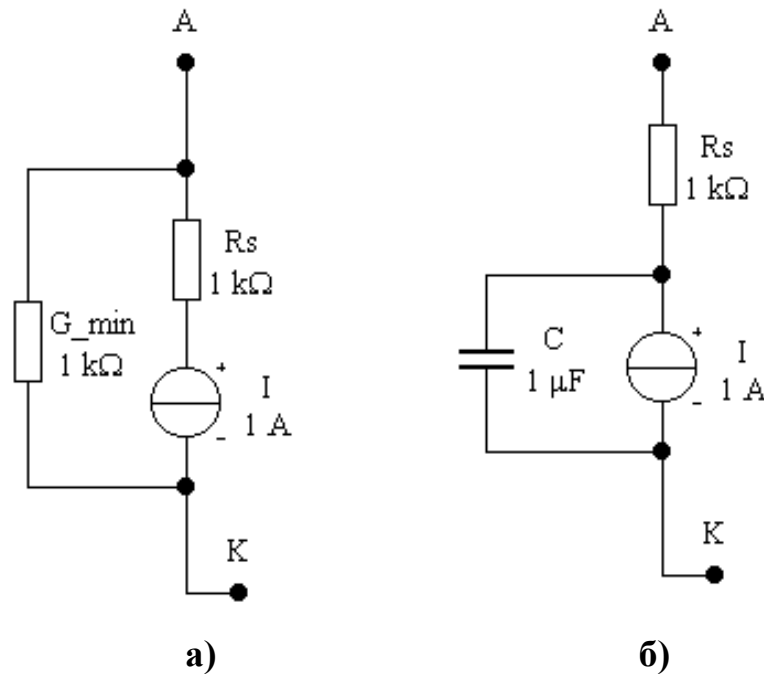 A
Rs
1 kΩ
G_min
1 kΩ
+
I
1 A
-
K
а)
A
Rs
1 kΩ
C
1 µF
+
I
1 A
-
K
б)